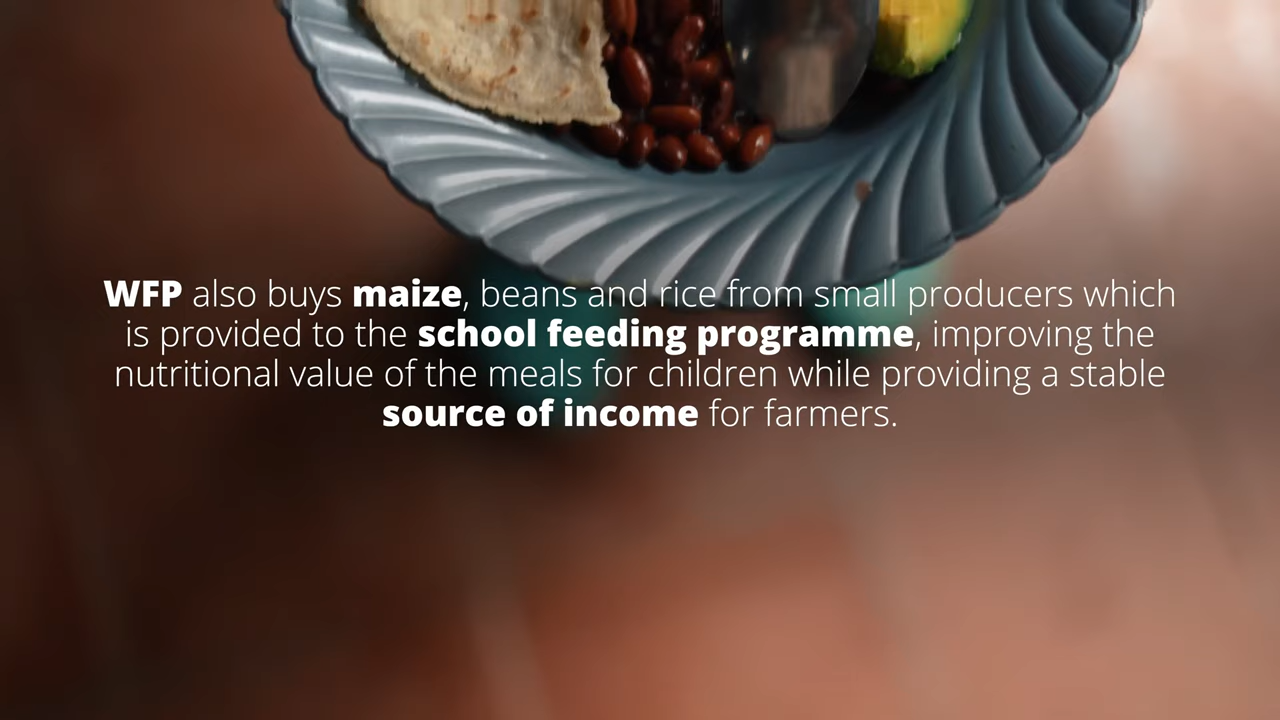 WFP also buys maize, beans and rice from small producers which
is provided to the school feeding programme, improving the
nutritional value of the meals for children while providing a stable
source of income for farmers.